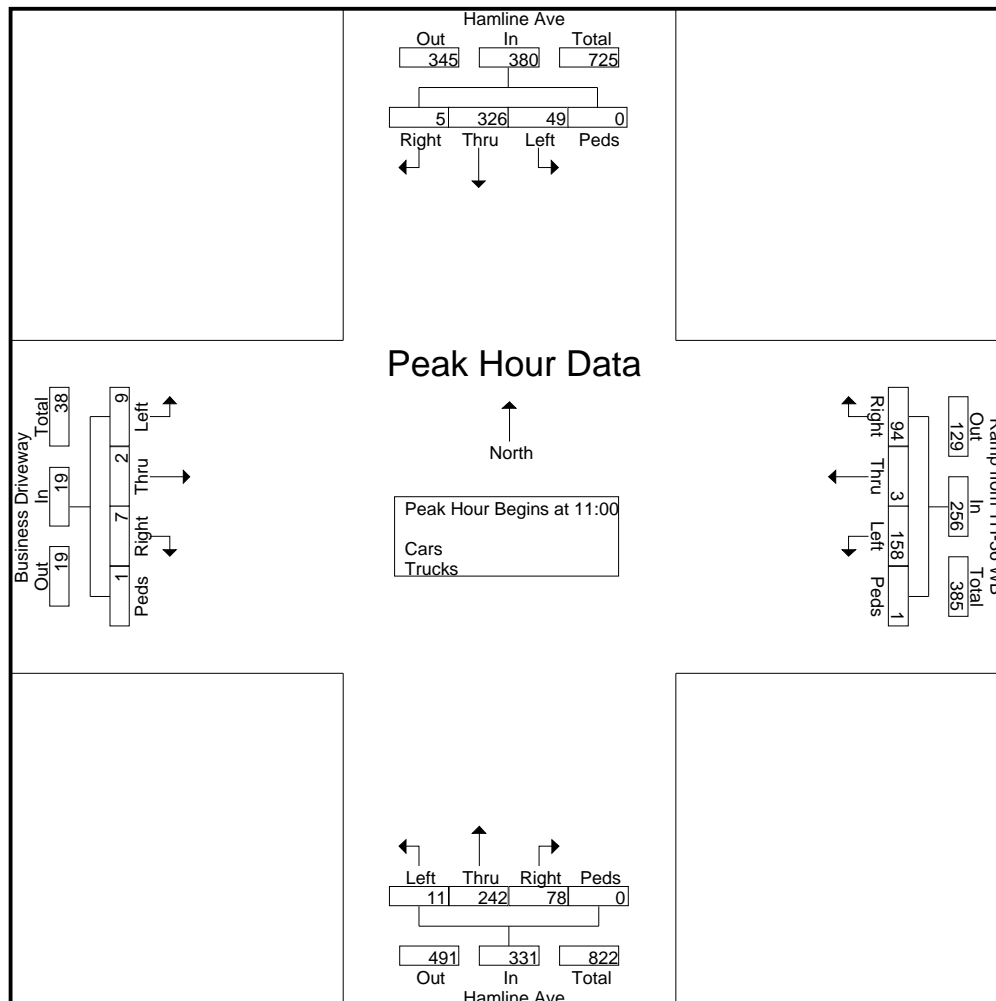 Hamline Ave
Out In Total
345 380 725
5 326 49 0
Right Thru Left Peds
Peak Hour Data
North
Peak Hour Begins at 11:00
Cars
Trucks
Business Driveway
Out In Total
19 19 38
Left Thru Right Peds
9 2 7 1
Right Thru Left Peds
94 3 158 1
Out In Total
129 256 385
Left Thru Right Peds
11 242 78 0
491 331 822
Out In Total
Hamline Ave